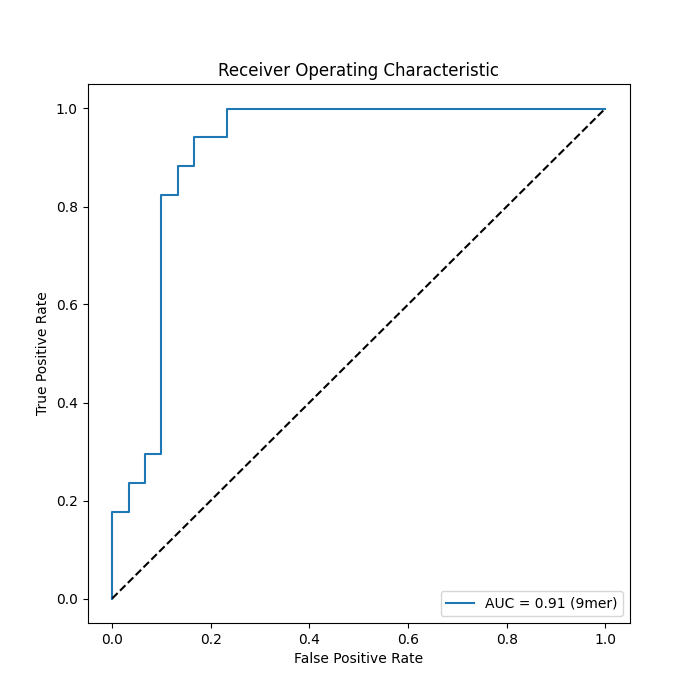 Receiver Operating Characteristic
1.0
0.8
0.6
0.4
0.2
0.0
True Positive Rate
AUC = 0.91 (9mer)
0.0 0.2 0.4 0.6 0.8 1.0
False Positive Rate